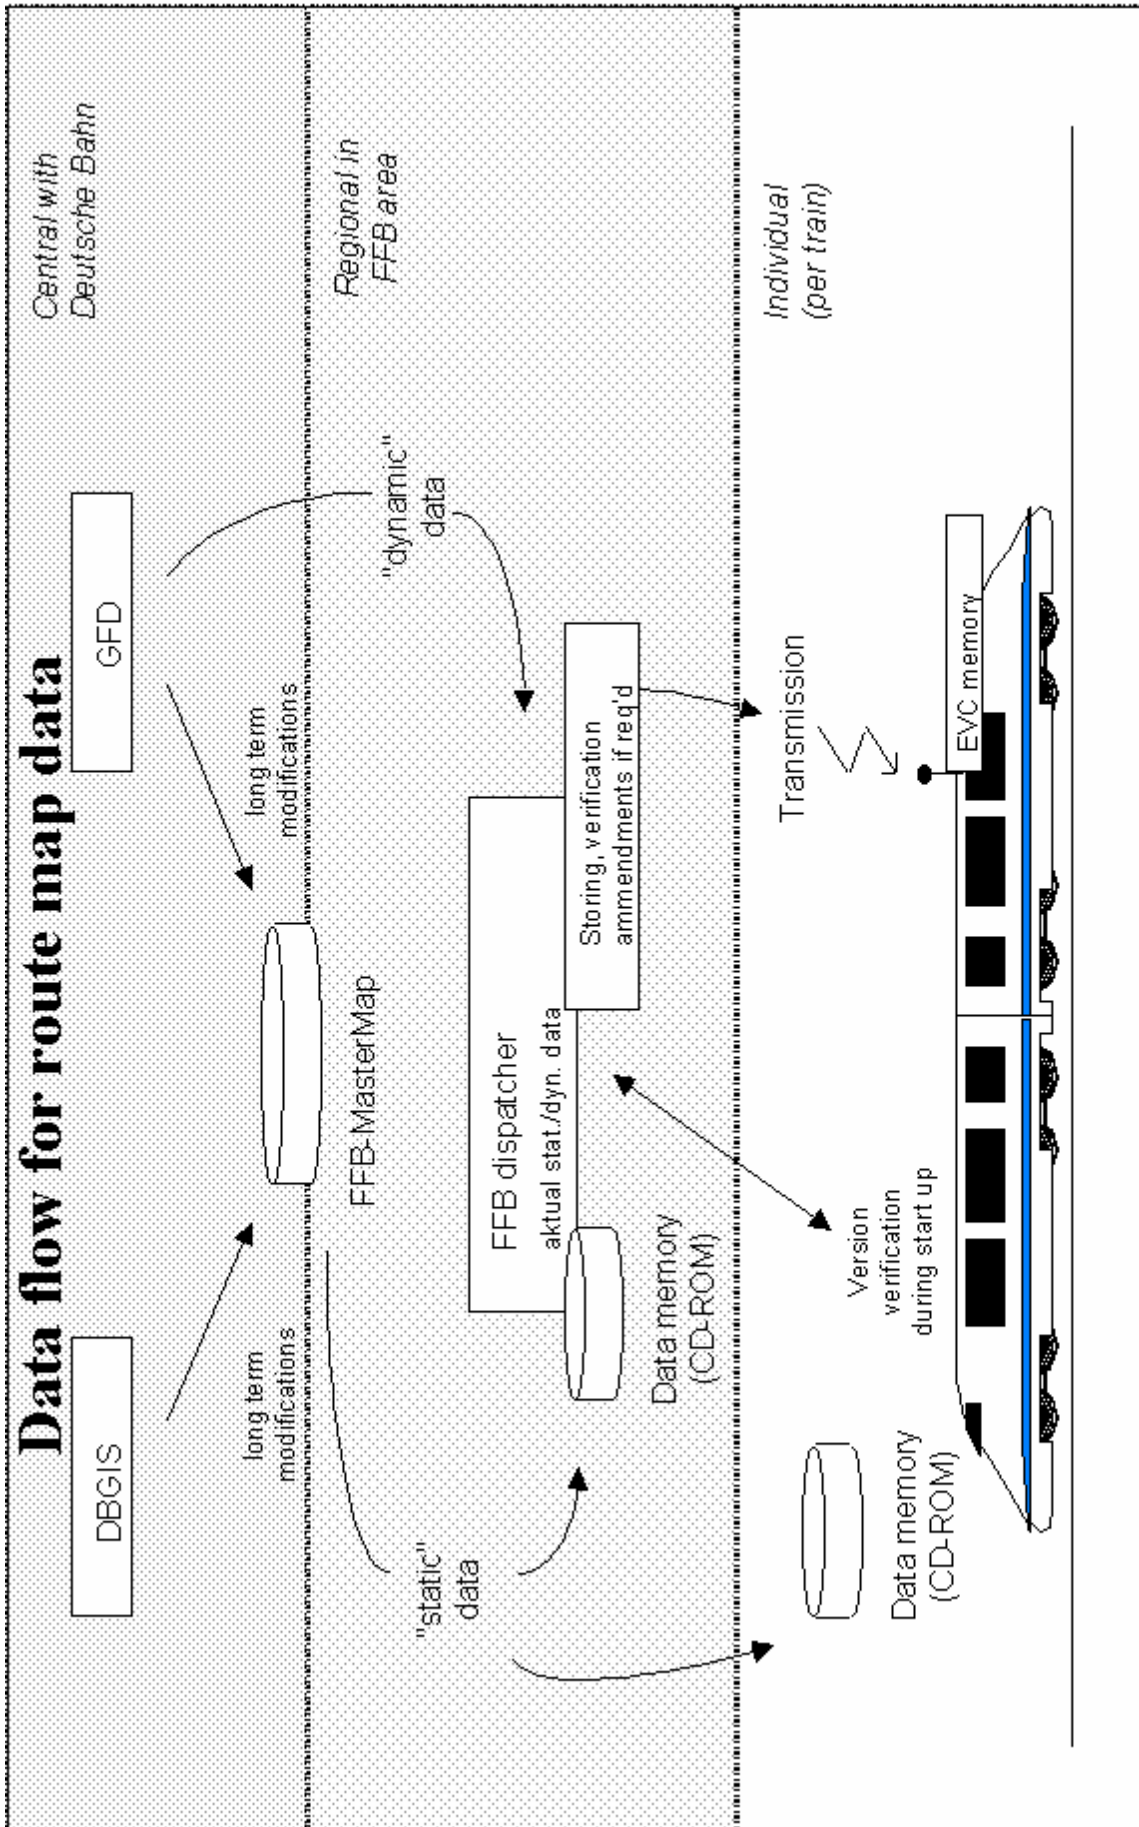 Data flow for route map data
Central with
Deutsche Bahn
DBGIS
GFD
long term
modifications
long term
modifications
FFB-MasterMap
Regional in
FFB area
"static"
data
"dynamic"
data
FFB dispatcher
aktual stat./dyn. data
Storing, verification
ammendments if req'd
Data memory
(CD-ROM)
Individual
(per train)
Transmission
Version
verification
during start up
Data memory
(CD-ROM)
EVC memory